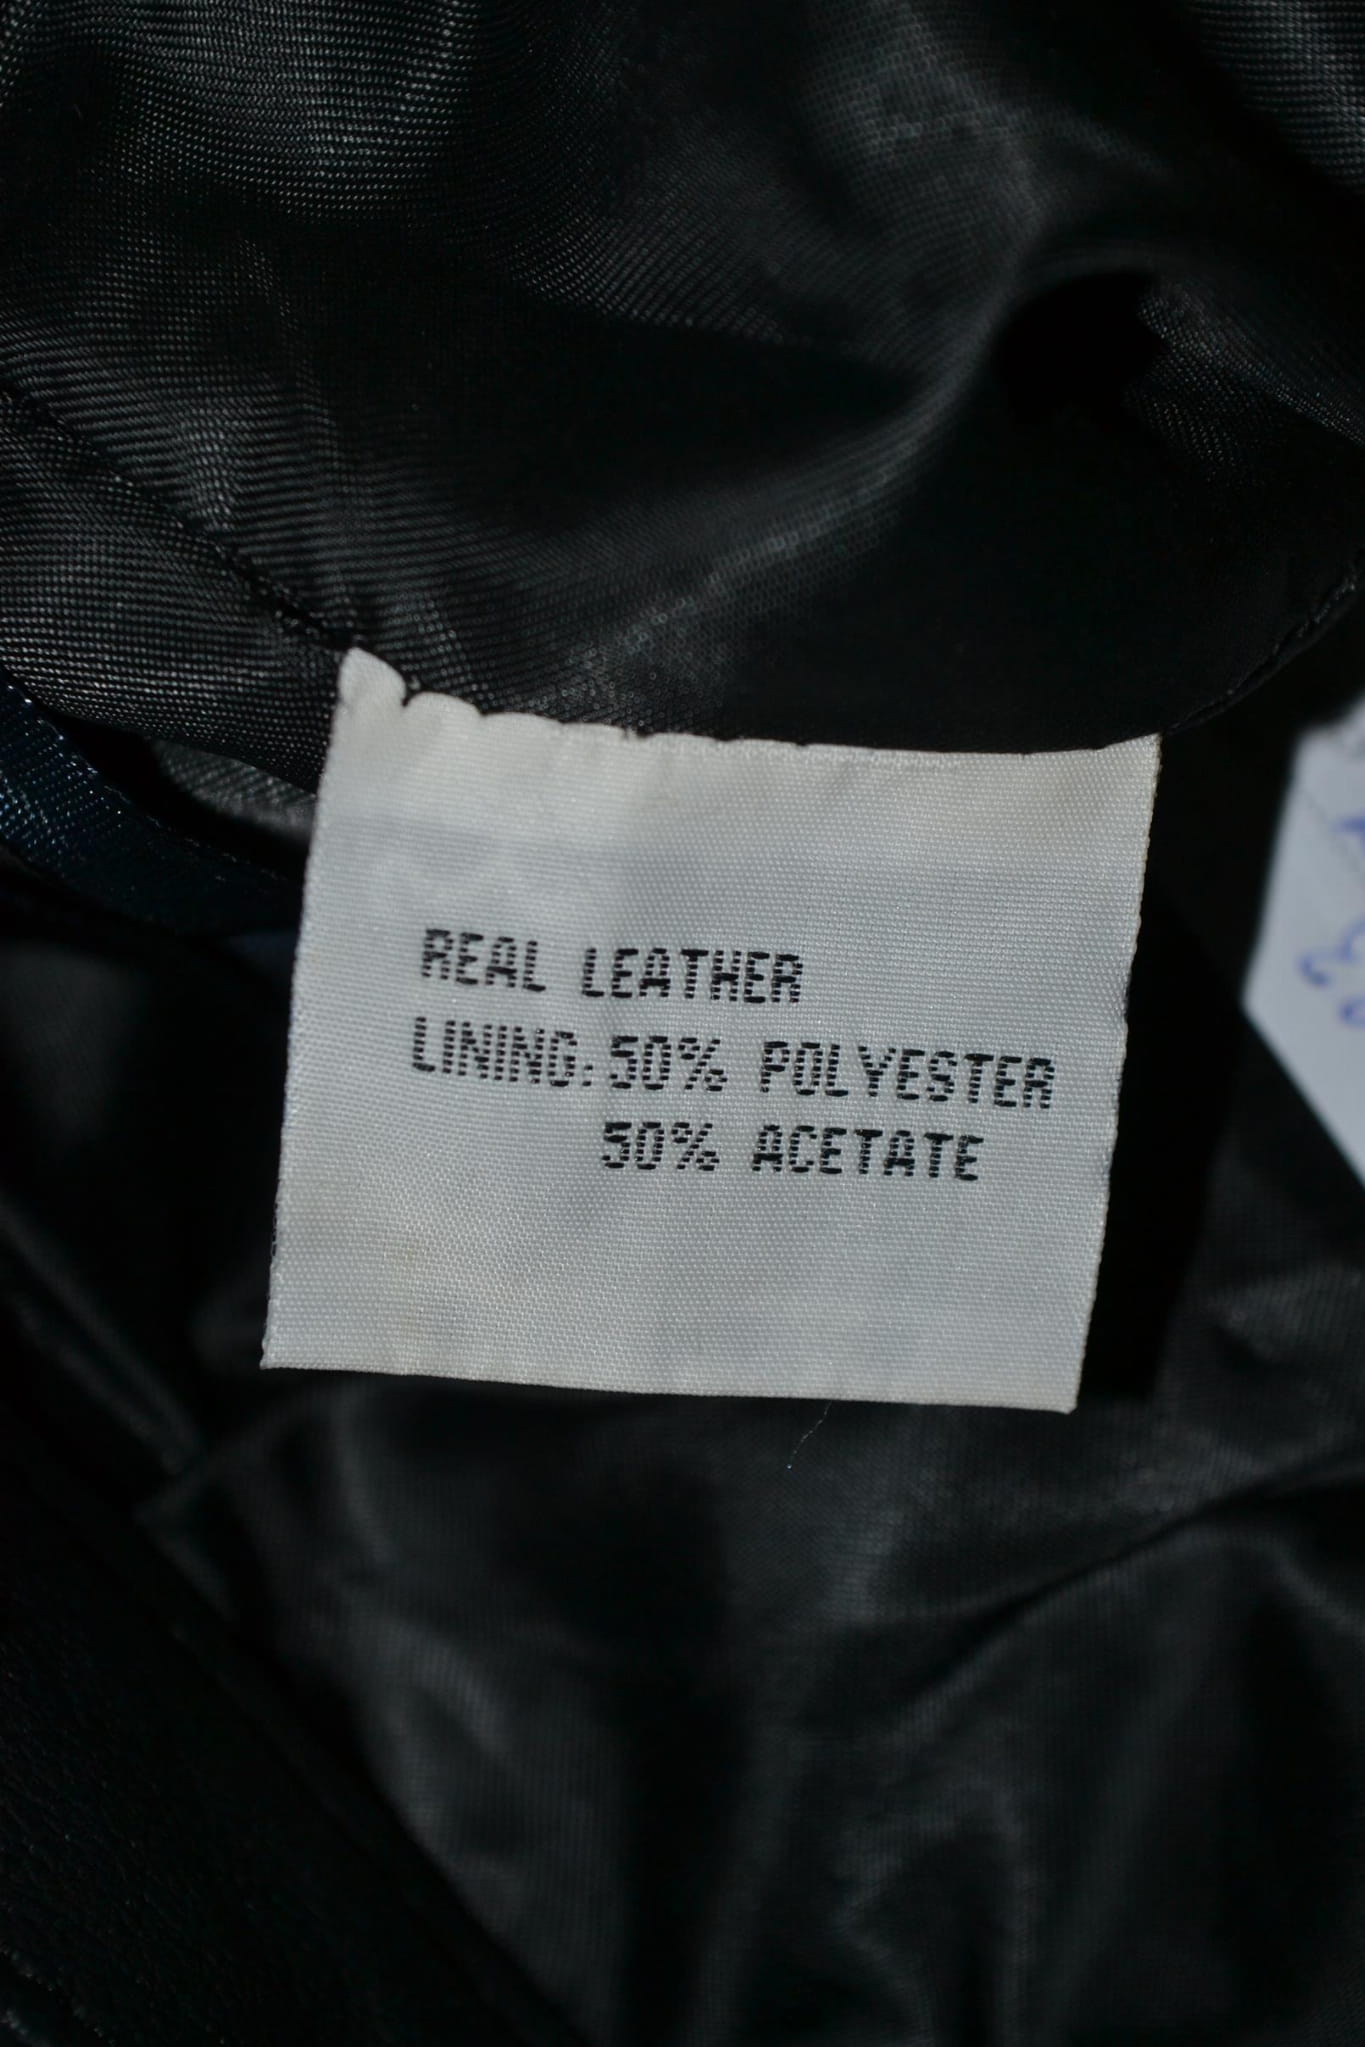 REAL LEATHER
LINING: 50% POLYESTER
50% ACETATE